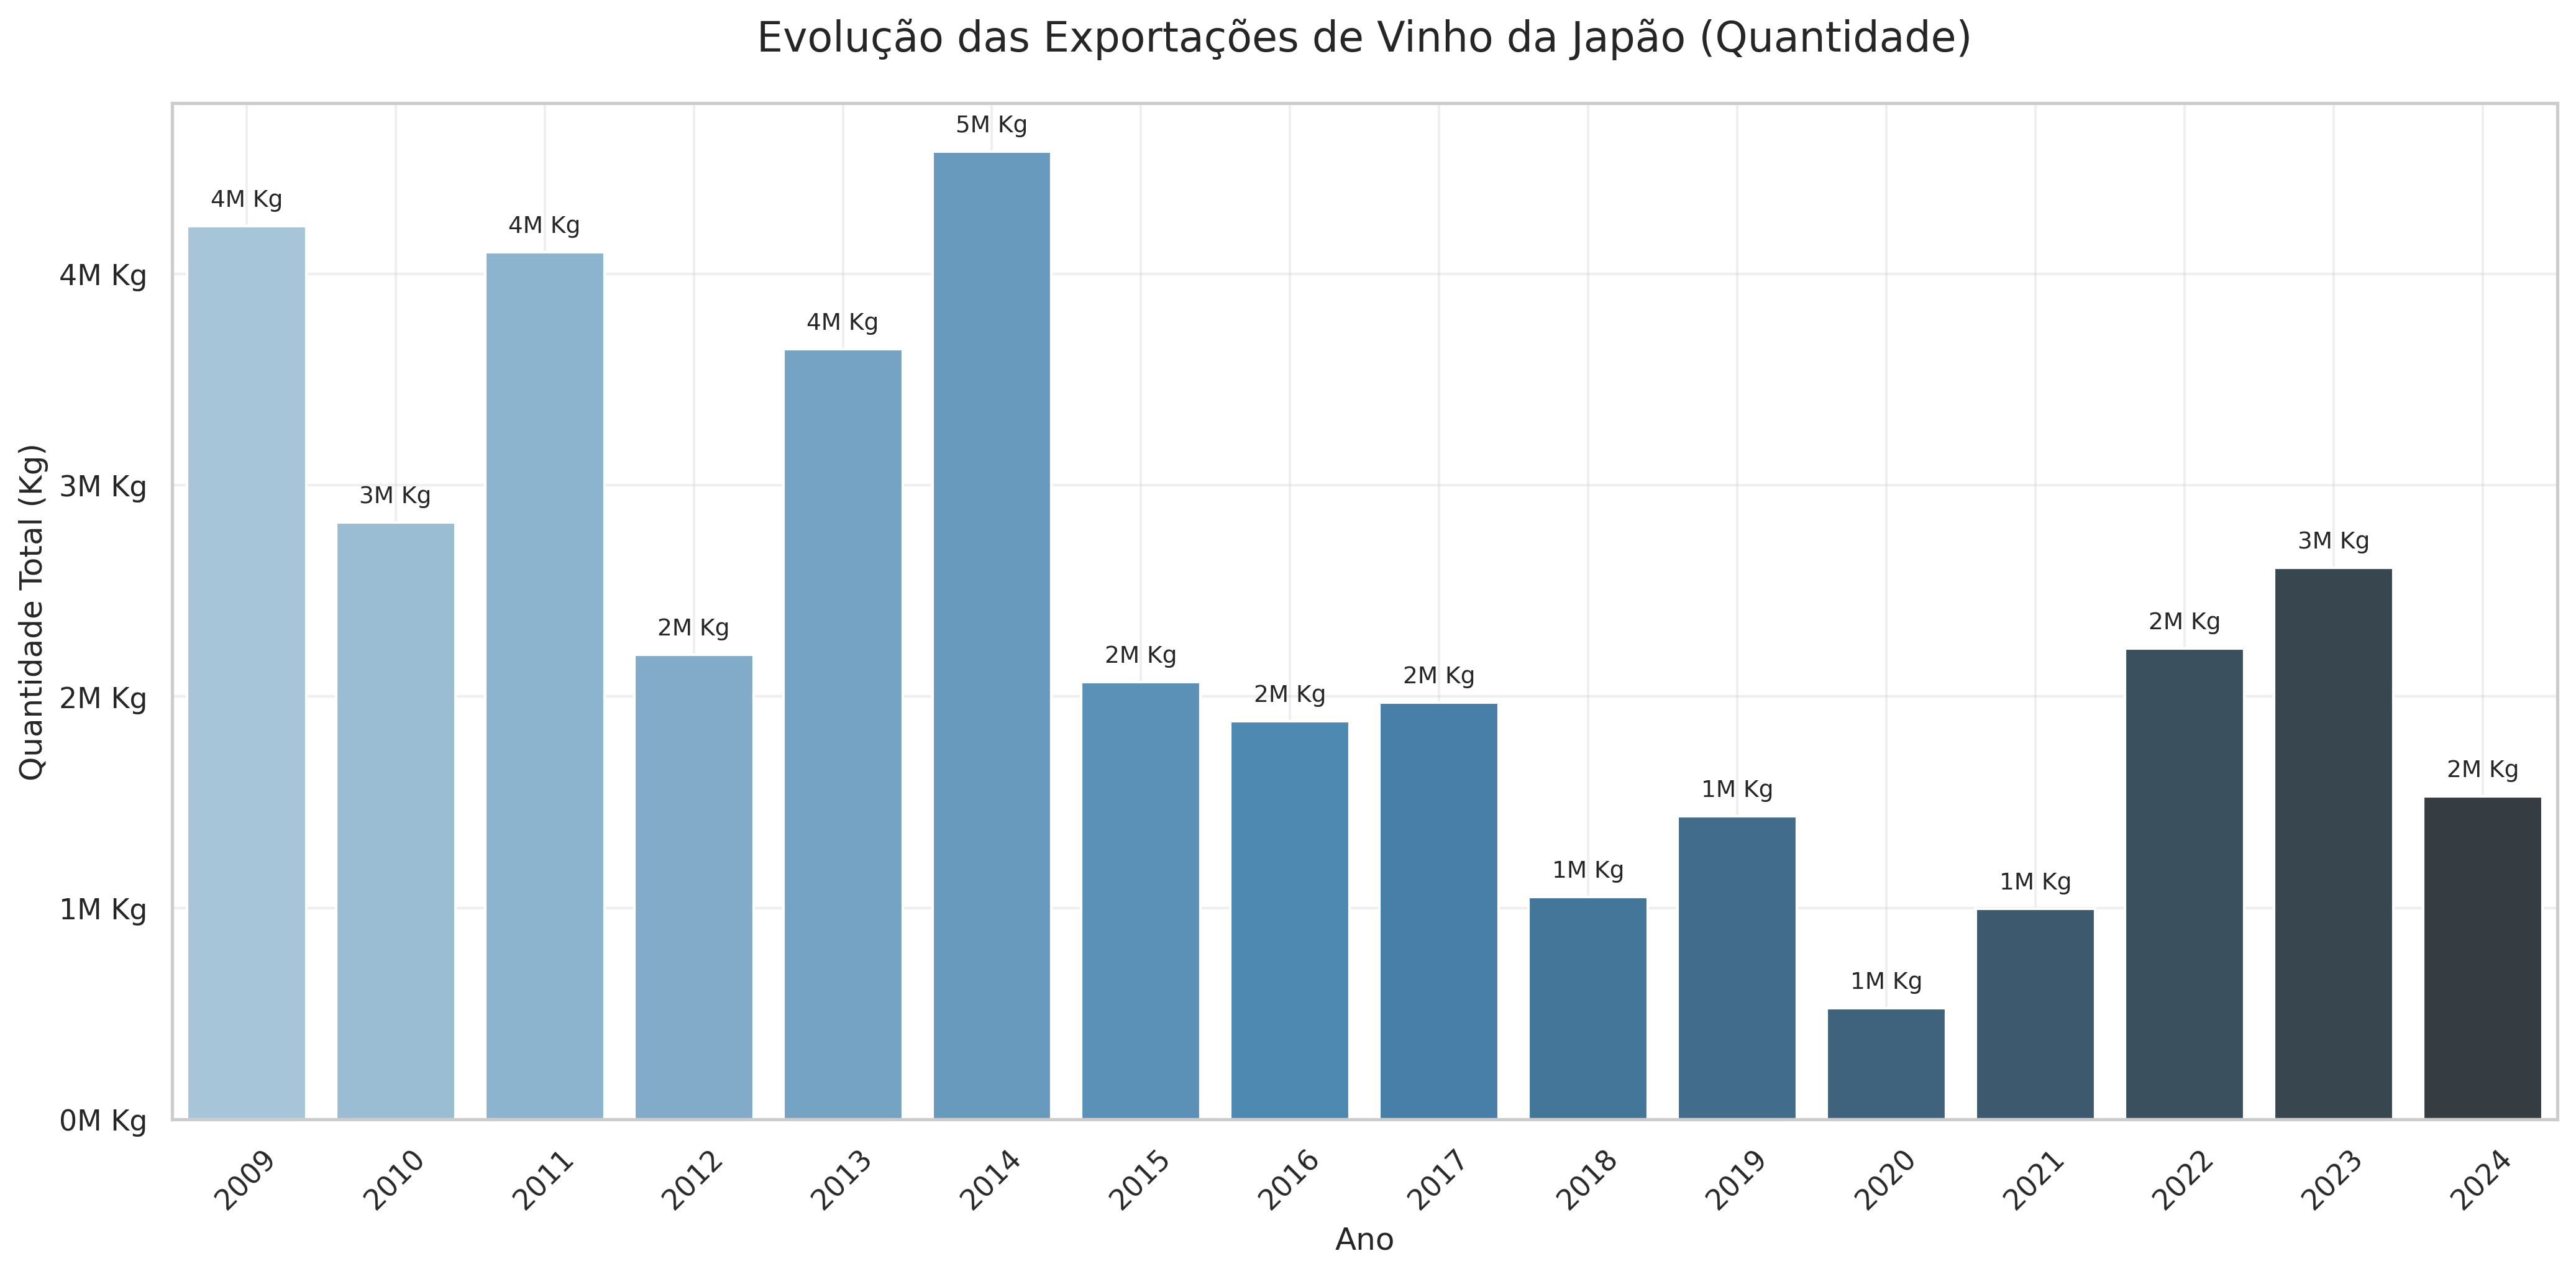 Evolução das Exportações de Vinho da Japão (Quantidade)
Quantidade Total (Kg)
4M Kg
3M Kg
2M Kg
1M Kg
0M Kg
4M Kg
3M Kg
4M Kg
2M Kg
4M Kg
5M Kg
2M Kg
2M Kg
2M Kg
1M Kg
1M Kg
1M Kg
1M Kg
2M Kg
3M Kg
2M Kg
2009
2010
2011
2012
2013
2014
2015
2016
2017
2018
2019
2020
2021
2022
2023
2024
Ano